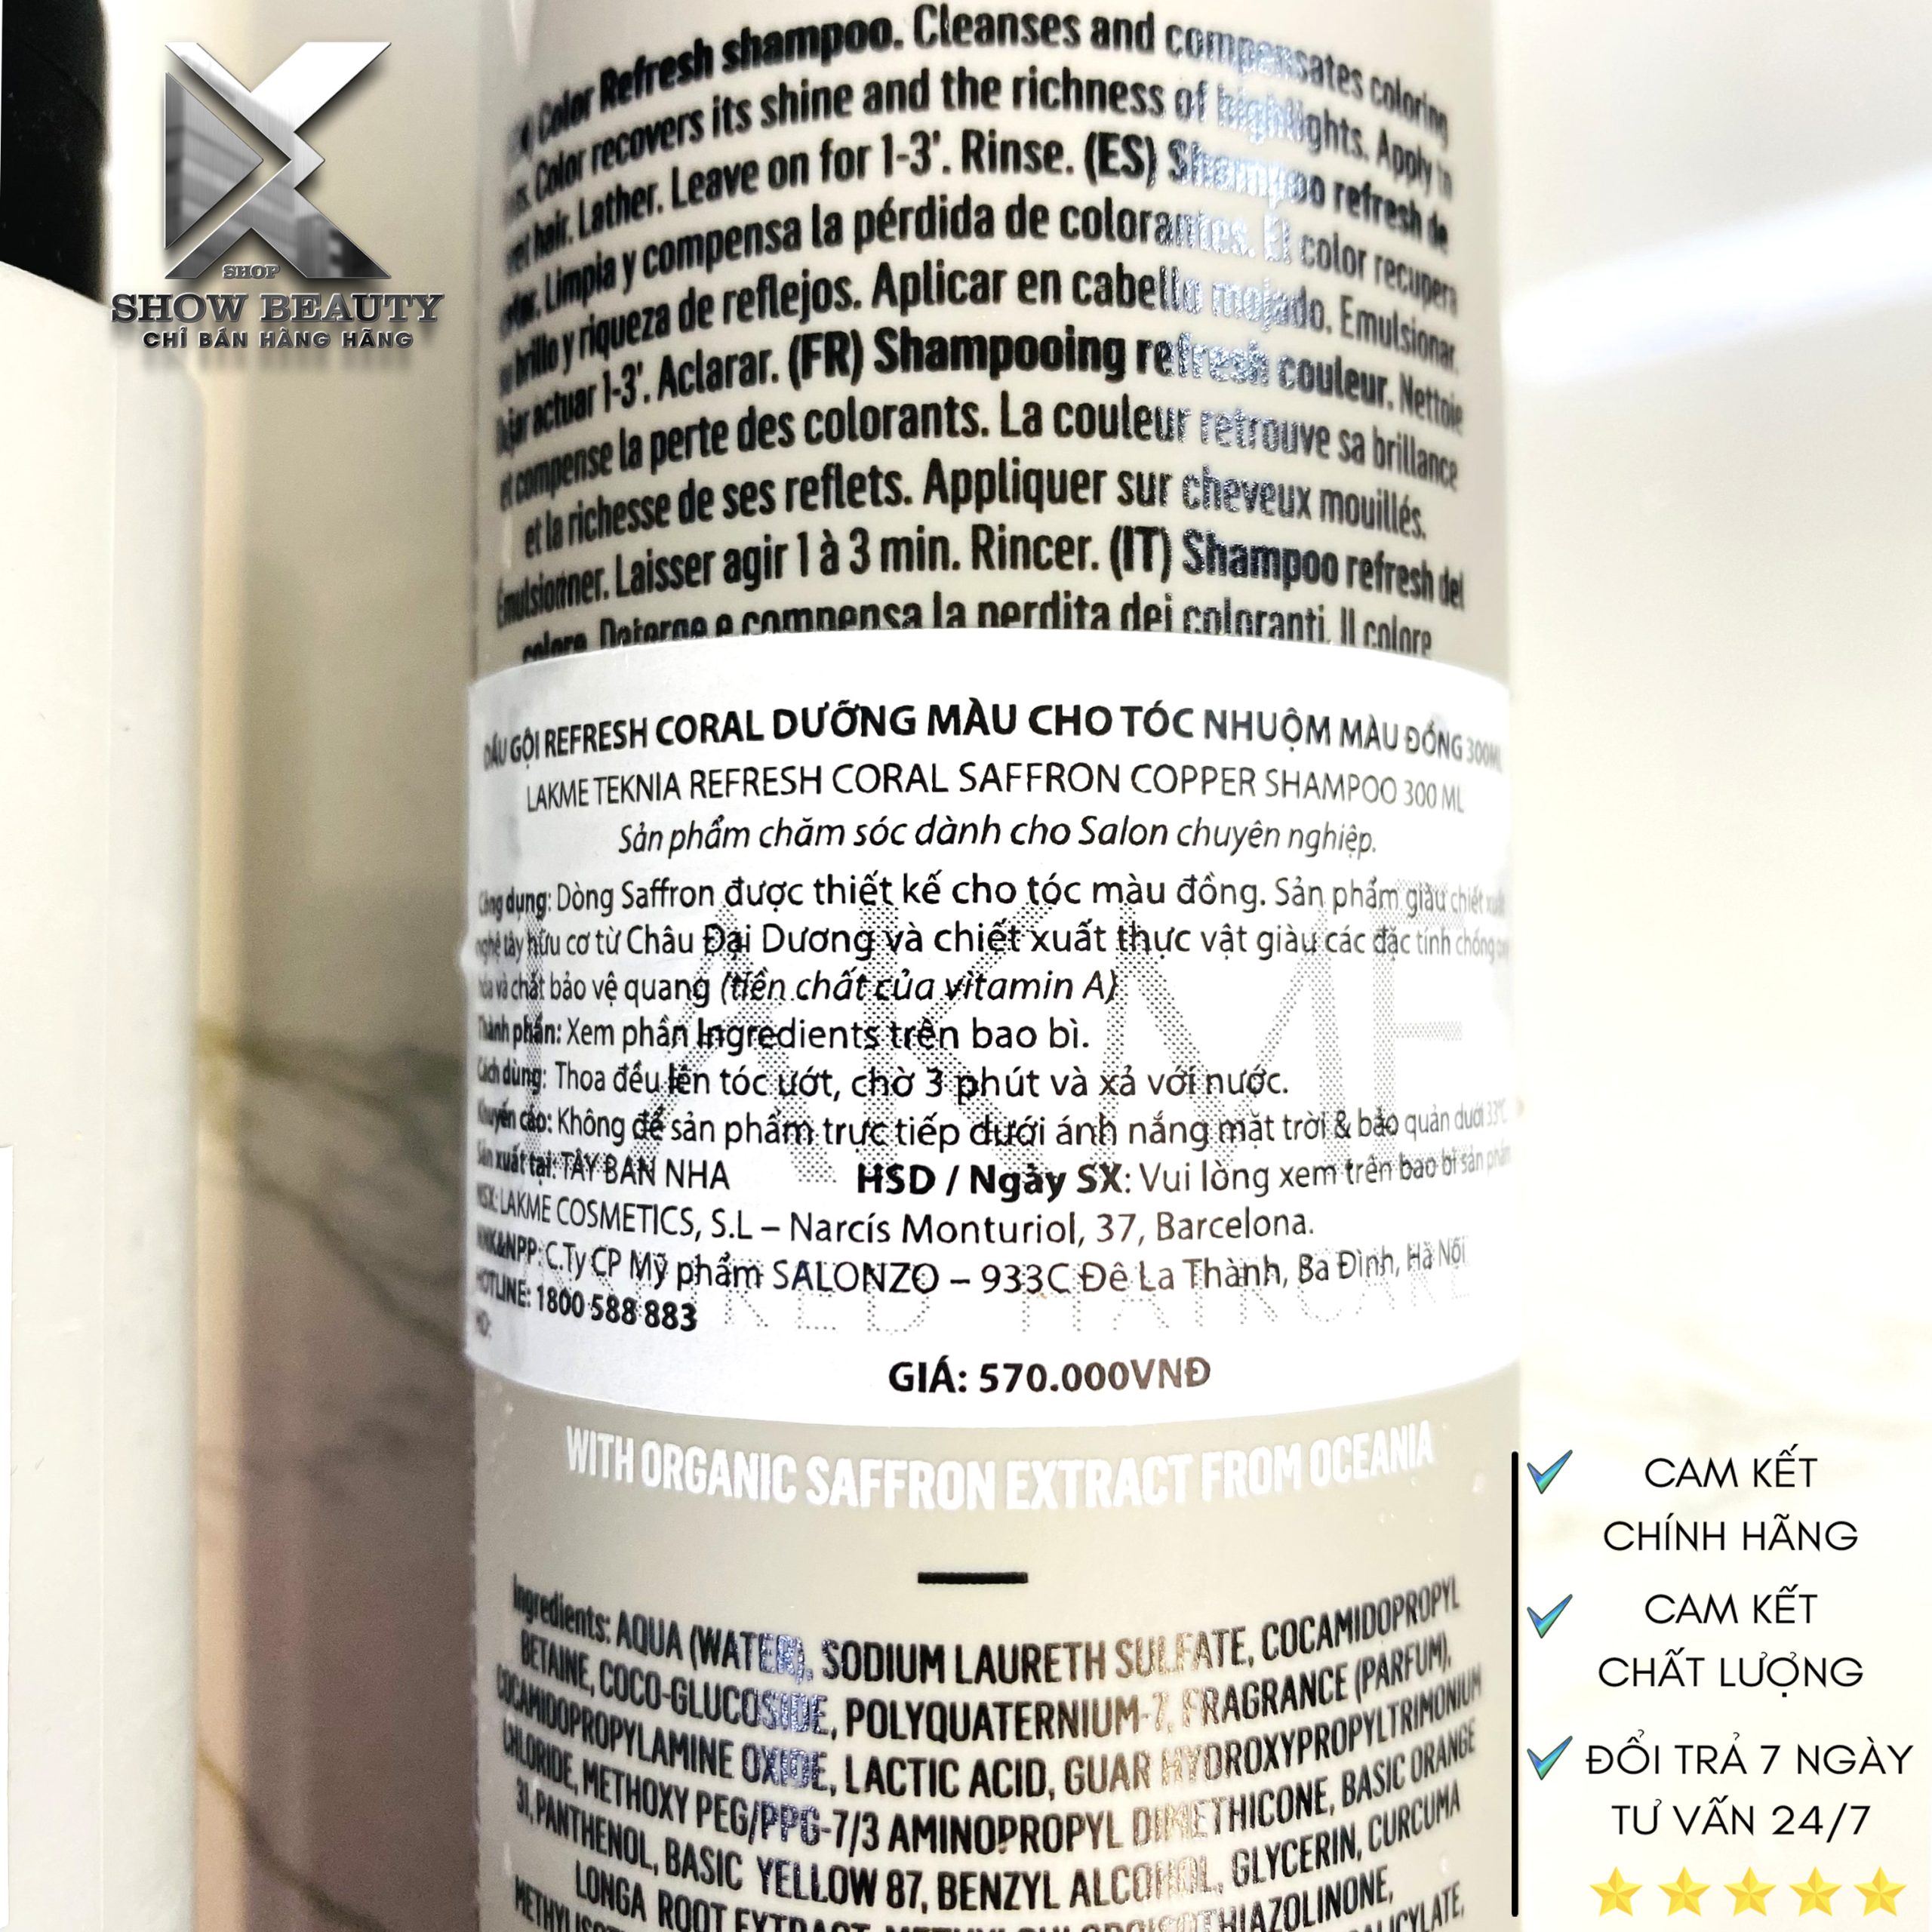 Color Refresh shampoo. Cleanses and compensates coloring
Color recovers its shine and the richness of highlights. Apply to
hair. Lather. Leave on for 1-3'. Rinse. (ES) Shampoo refresh de
Limpia y compensa la pérdida de colorantes. El color recupera
su brillo y riqueza de reflejos. Aplicar en cabello mojado. Emulsionar.
Dejar actuar 1-3'. Aclarar. (FR) Shampooing refresh couleur. Nettoie
et compense la perte des colorants. La couleur retrouve sa brillance
et la richesse de ses reflets. Appliquer sur cheveux mouillés.
Émulsionner. Laisser agir 1 à 3 min. Rincer. (IT) Shampoo refresh del
colore. Deterge e compensa la perdita dei coloranti. Il colore
SHOP
SHOW BEAUTY
CHỈ BÁN HÀNG HÃNG
DẦU GỘI REFRESH CORAL DƯỠNG MÀU CHO TÓC NHUỘM MÀU ĐỒNG 300ML
LAKME TEKNIA REFRESH CORAL SAFFRON COPPER SHAMPOO 300 ML
Sản phẩm chăm sóc dành cho Salon chuyên nghiệp.
Công dụng: Dòng Saffron được thiết kế cho tóc màu đồng. Sản phẩm giàu chiết xuất
nghệ tây hữu cơ từ Châu Đại Dương và chiết xuất thực vật giàu các đặc tính chống
hóa và chất bảo vệ quang (tiền chất của vitamin A)
Thành phần: Xem phần Ingredients trên bao bì.
Cách dùng: Thoa đều lên tóc ướt, chờ 3 phút và xả với nước.
Khuyến cáo: Không để sản phẩm trực tiếp dưới ánh nắng mặt trời & bảo quản dưới 33°C
Sản xuất tại: TÂY BAN NHA HSD / Ngày SX: Vui lòng xem trên bao bì sản phẩm
NSX: LAKME COSMETICS, S.L – Narcís Monturiol, 37, Barcelona.
NNK&NPP: C.Ty CP Mỹ phẩm SALONZO – 933C Đê La Thành, Ba Đình, Hà Nội
HOTLINE: 1800 588 883
GIÁ: 570.000VNĐ
LAKMÉ
HAIRCARE
WITH ORGANIC SAFFRON EXTRACT FROM OCEANIA
Ingredients: AQUA (WATER), SODIUM LAURETH SULFATE, COCAMIDOPROPYL
BETAINE, COCO-GLUCOSIDE, POLYQUATERNIUM-7, FRAGRANCE (PARFUM),
COCAMIDOPROPYLAMINE OXIDE, LACTIC ACID, GUAR HYDROXYPROPYLTRIMONIUM
CHLORIDE, METHOXY PEG/PPG-7/3 AMINOPROPYL DIMETHICONE, BASIC ORANGE
31, PANTHENOL, BASIC YELLOW 87, BENZYL ALCOHOL, GLYCERIN, CURCUMA
LONGA ROOT EXTRACT,
CAM KẾT
CHÍNH HÃNG
CAM KẾT
CHẤT LƯỢNG
ĐỔI TRẢ 7 NGÀY
TƯ VẤN 24/7